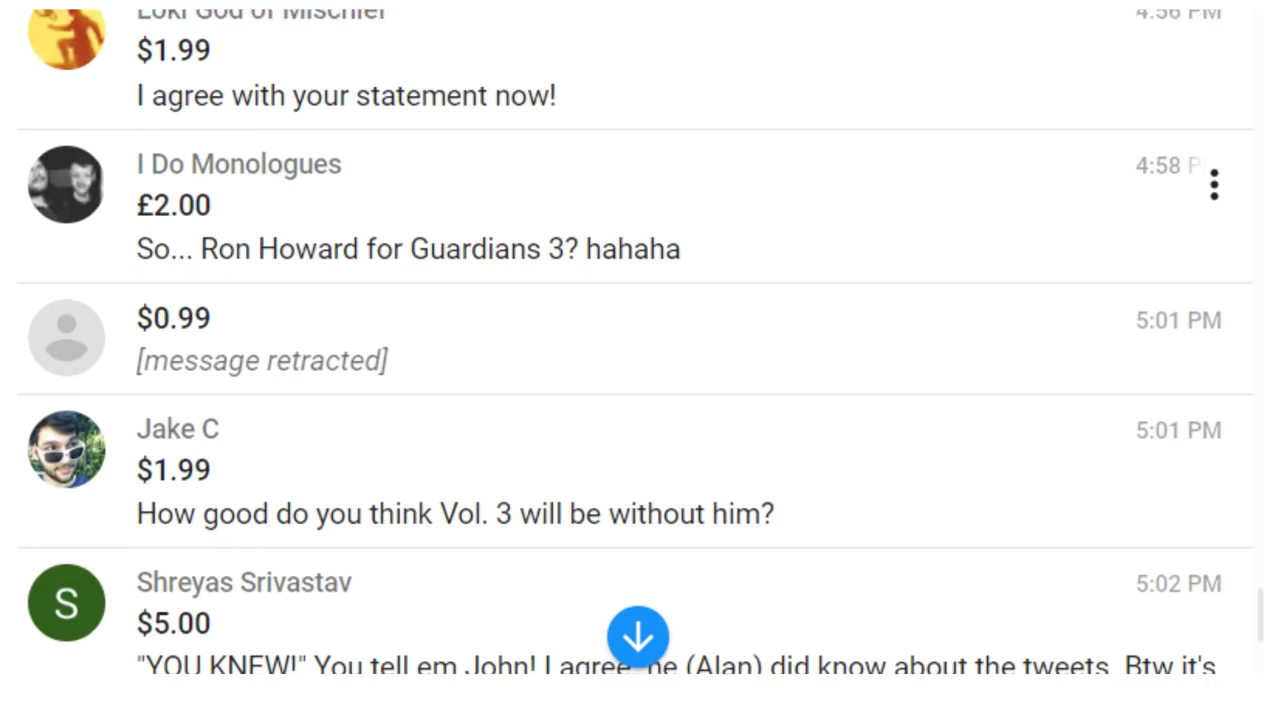 Loki God of Mischief
4:56 PM
$1.99
I agree with your statement now!
I Do Monologues
4:58 P
£2.00
So... Ron Howard for Guardians 3? hahaha
$0.99
5:01 PM
[message retracted]
Jake C
5:01 PM
$1.99
How good do you think Vol. 3 will be without him?
S
Shreyas Srivastav
5:02 PM
$5.00
"YOU KNEW!" You tell em John! I agree, he (Alan) did know about the tweets. Btw it's